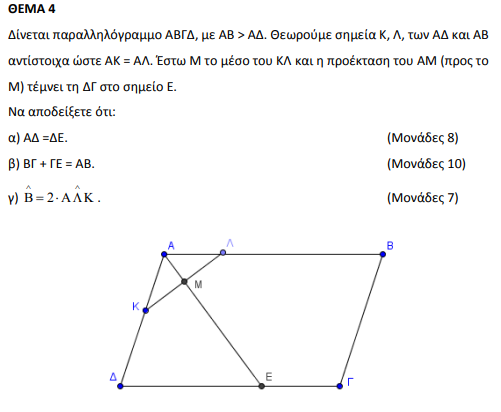 ΘΕΜΑ 4
Δίνεται παραλληλόγραμμο ΑΒΓΔ, με ΑΒ > ΑΔ. Θεωρούμε σημεία Κ, Λ, των ΑΔ και ΑΒ
αντίστοιχα ώστε ΑΚ = ΑΛ. Έστω Μ το μέσο του ΚΛ και η προέκταση του ΑΜ (προς το
Μ) τέμνει τη ΔΓ στο σημείο Ε.
Να αποδείξετε ότι:
α) ΑΔ =ΔΕ. (Μονάδες 8)
β) ΒΓ + ΓΕ = ΑΒ. (Μονάδες 10)
γ) Β̂ = 2· ΑΛ̂Κ . (Μονάδες 7)
Α Λ Β
Μ
Κ
Δ Ε Γ